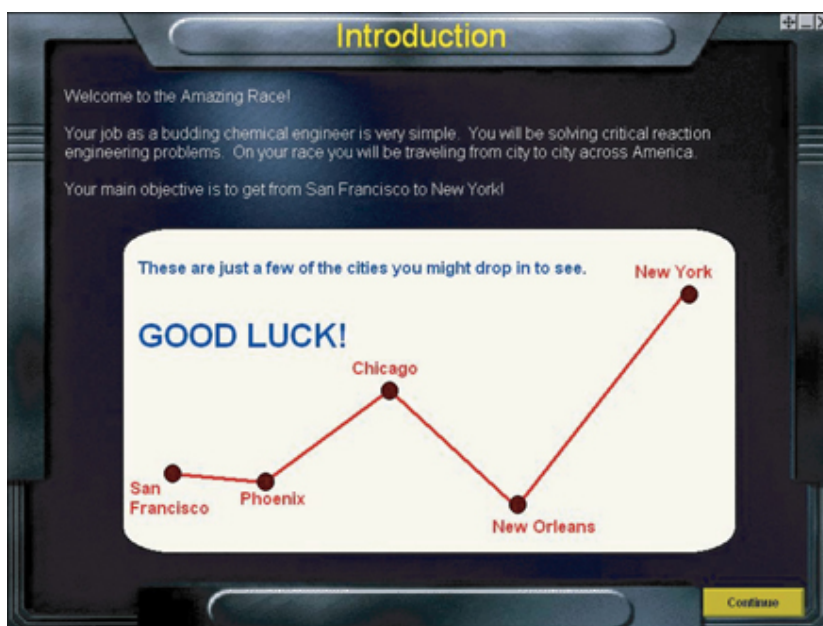 Introduction
Welcome to the Amazing Race!
Your job as a budding chemical engineer is very simple. You will be solving critical reaction
engineering problems. On your race you will be traveling from city to city across America.
Your main objective is to get from San Francisco to New York!
These are just a few of the cities you might drop in to see.
New York
GOOD LUCK!
Chicago
San
Francisco
Phoenix
New Orleans
Continue